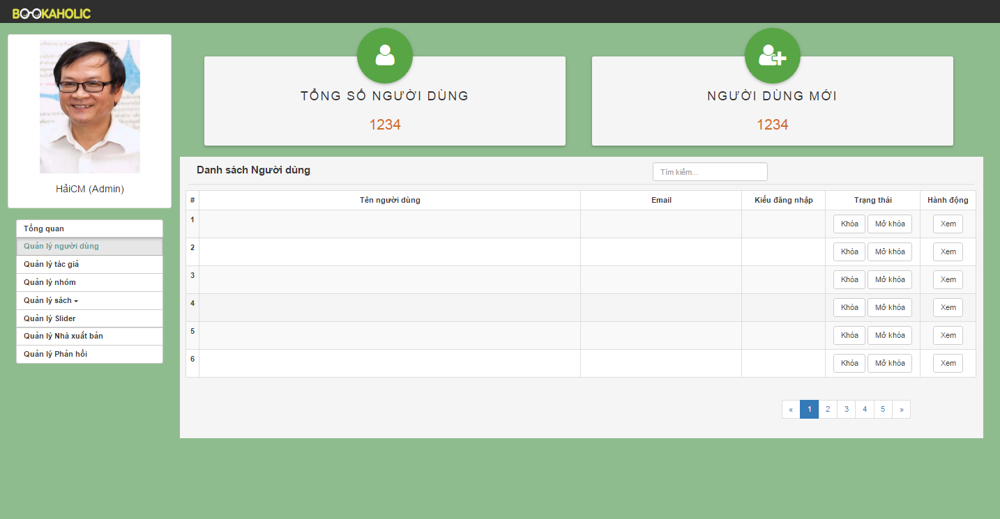 BOOKAHOLIC
HảiCM (Admin)
Tổng quan
Quản lý người dùng
Quản lý tác giả
Quản lý nhóm
Quản lý sách
Quản lý Slider
Quản lý Nhà xuất bản
Quản lý Phản hồi
TỔNG SỐ NGƯỜI DÙNG
1234
NGƯỜI DÙNG MỚI
1234
Danh sách Người dùng
Tìm kiếm...
# Tên người dùng Email Kiểu đăng nhập Trạng thái Hành động
1 Khóa Mở khóa Xem
2 Khóa Mở khóa Xem
3 Khóa Mở khóa Xem
4 Khóa Mở khóa Xem
5 Khóa Mở khóa Xem
6 Khóa Mở khóa Xem
« 1 2 3 4 5 »